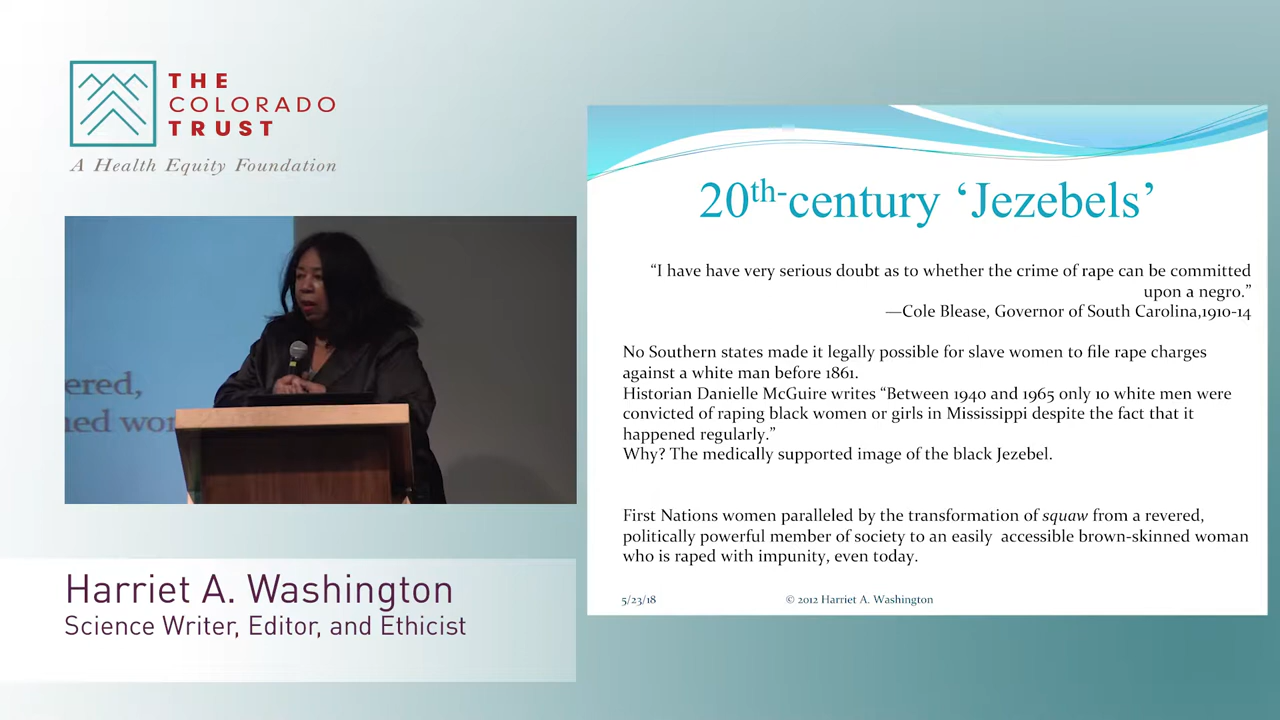 THE
COLORADO
TRUST
A Health Equity Foundation
ered,
ned wo
Harriet A. Washington
Science Writer, Editor, and Ethicist
20th-century ‘Jezebels’
“I have have very serious doubt as to whether the crime of rape can be committed
upon a negro.”
—Cole Blease, Governor of South Carolina,1910-14
No Southern states made it legally possible for slave women to file rape charges
against a white man before 1861.
Historian Danielle McGuire writes “Between 1940 and 1965 only 10 white men were
convicted of raping black women or girls in Mississippi despite the fact that it
happened regularly.”
Why? The medically supported image of the black Jezebel.
First Nations women paralleled by the transformation of squaw from a revered,
politically powerful member of society to an easily accessible brown-skinned woman
who is raped with impunity, even today.
5/23/18
© 2012 Harriet A. Washington